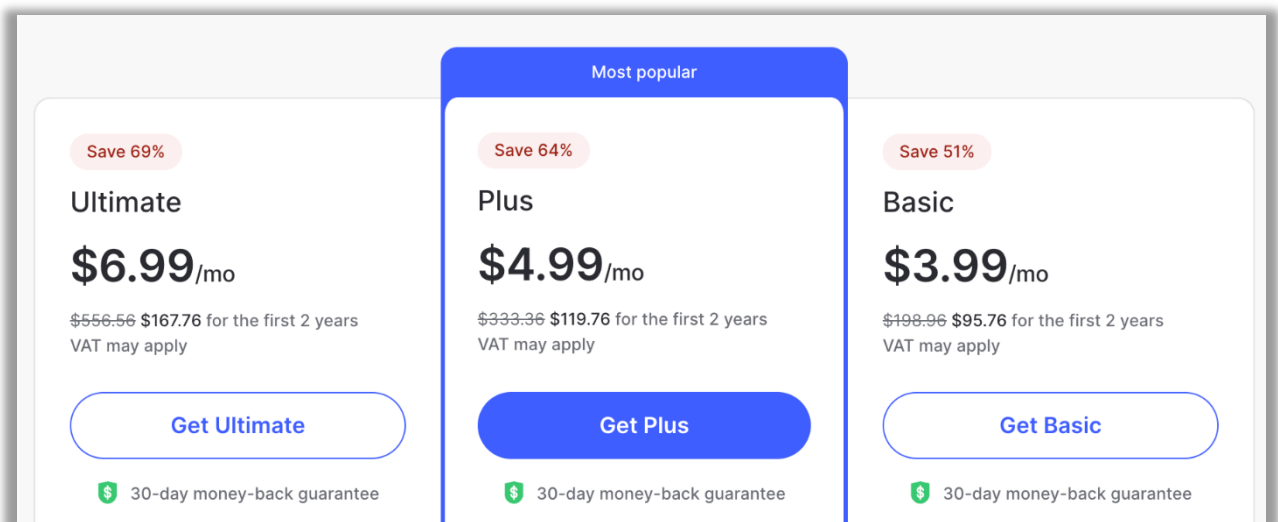 Most popular
Save 69%
Ultimate
$6.99/mo
$556.56 $167.76 for the first 2 years
VAT may apply
Get Ultimate
30-day money-back guarantee
Save 64%
Plus
$4.99/mo
$333.36 $119.76 for the first 2 years
VAT may apply
Get Plus
30-day money-back guarantee
Save 51%
Basic
$3.99/mo
$198.96 $95.76 for the first 2 years
VAT may apply
Get Basic
30-day money-back guarantee